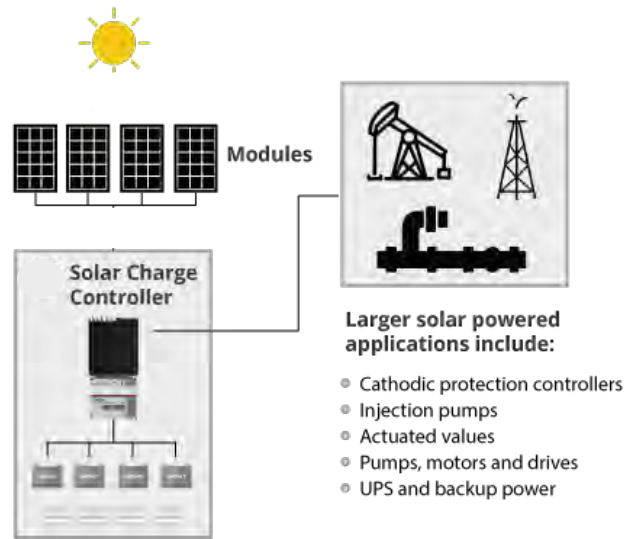 Modules
Solar Charge
Controller
Larger solar powered
applications include:
Cathodic protection controllers
Injection pumps
Actuated values
Pumps, motors and drives
UPS and backup power